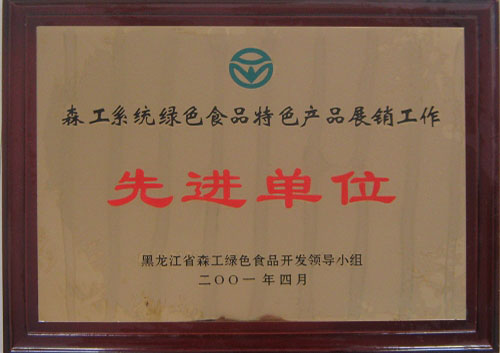 森工系统绿色食品特色产品展销工作
先进单位
黑龙江省森工绿色食品开发领导小组
二〇〇一年四月